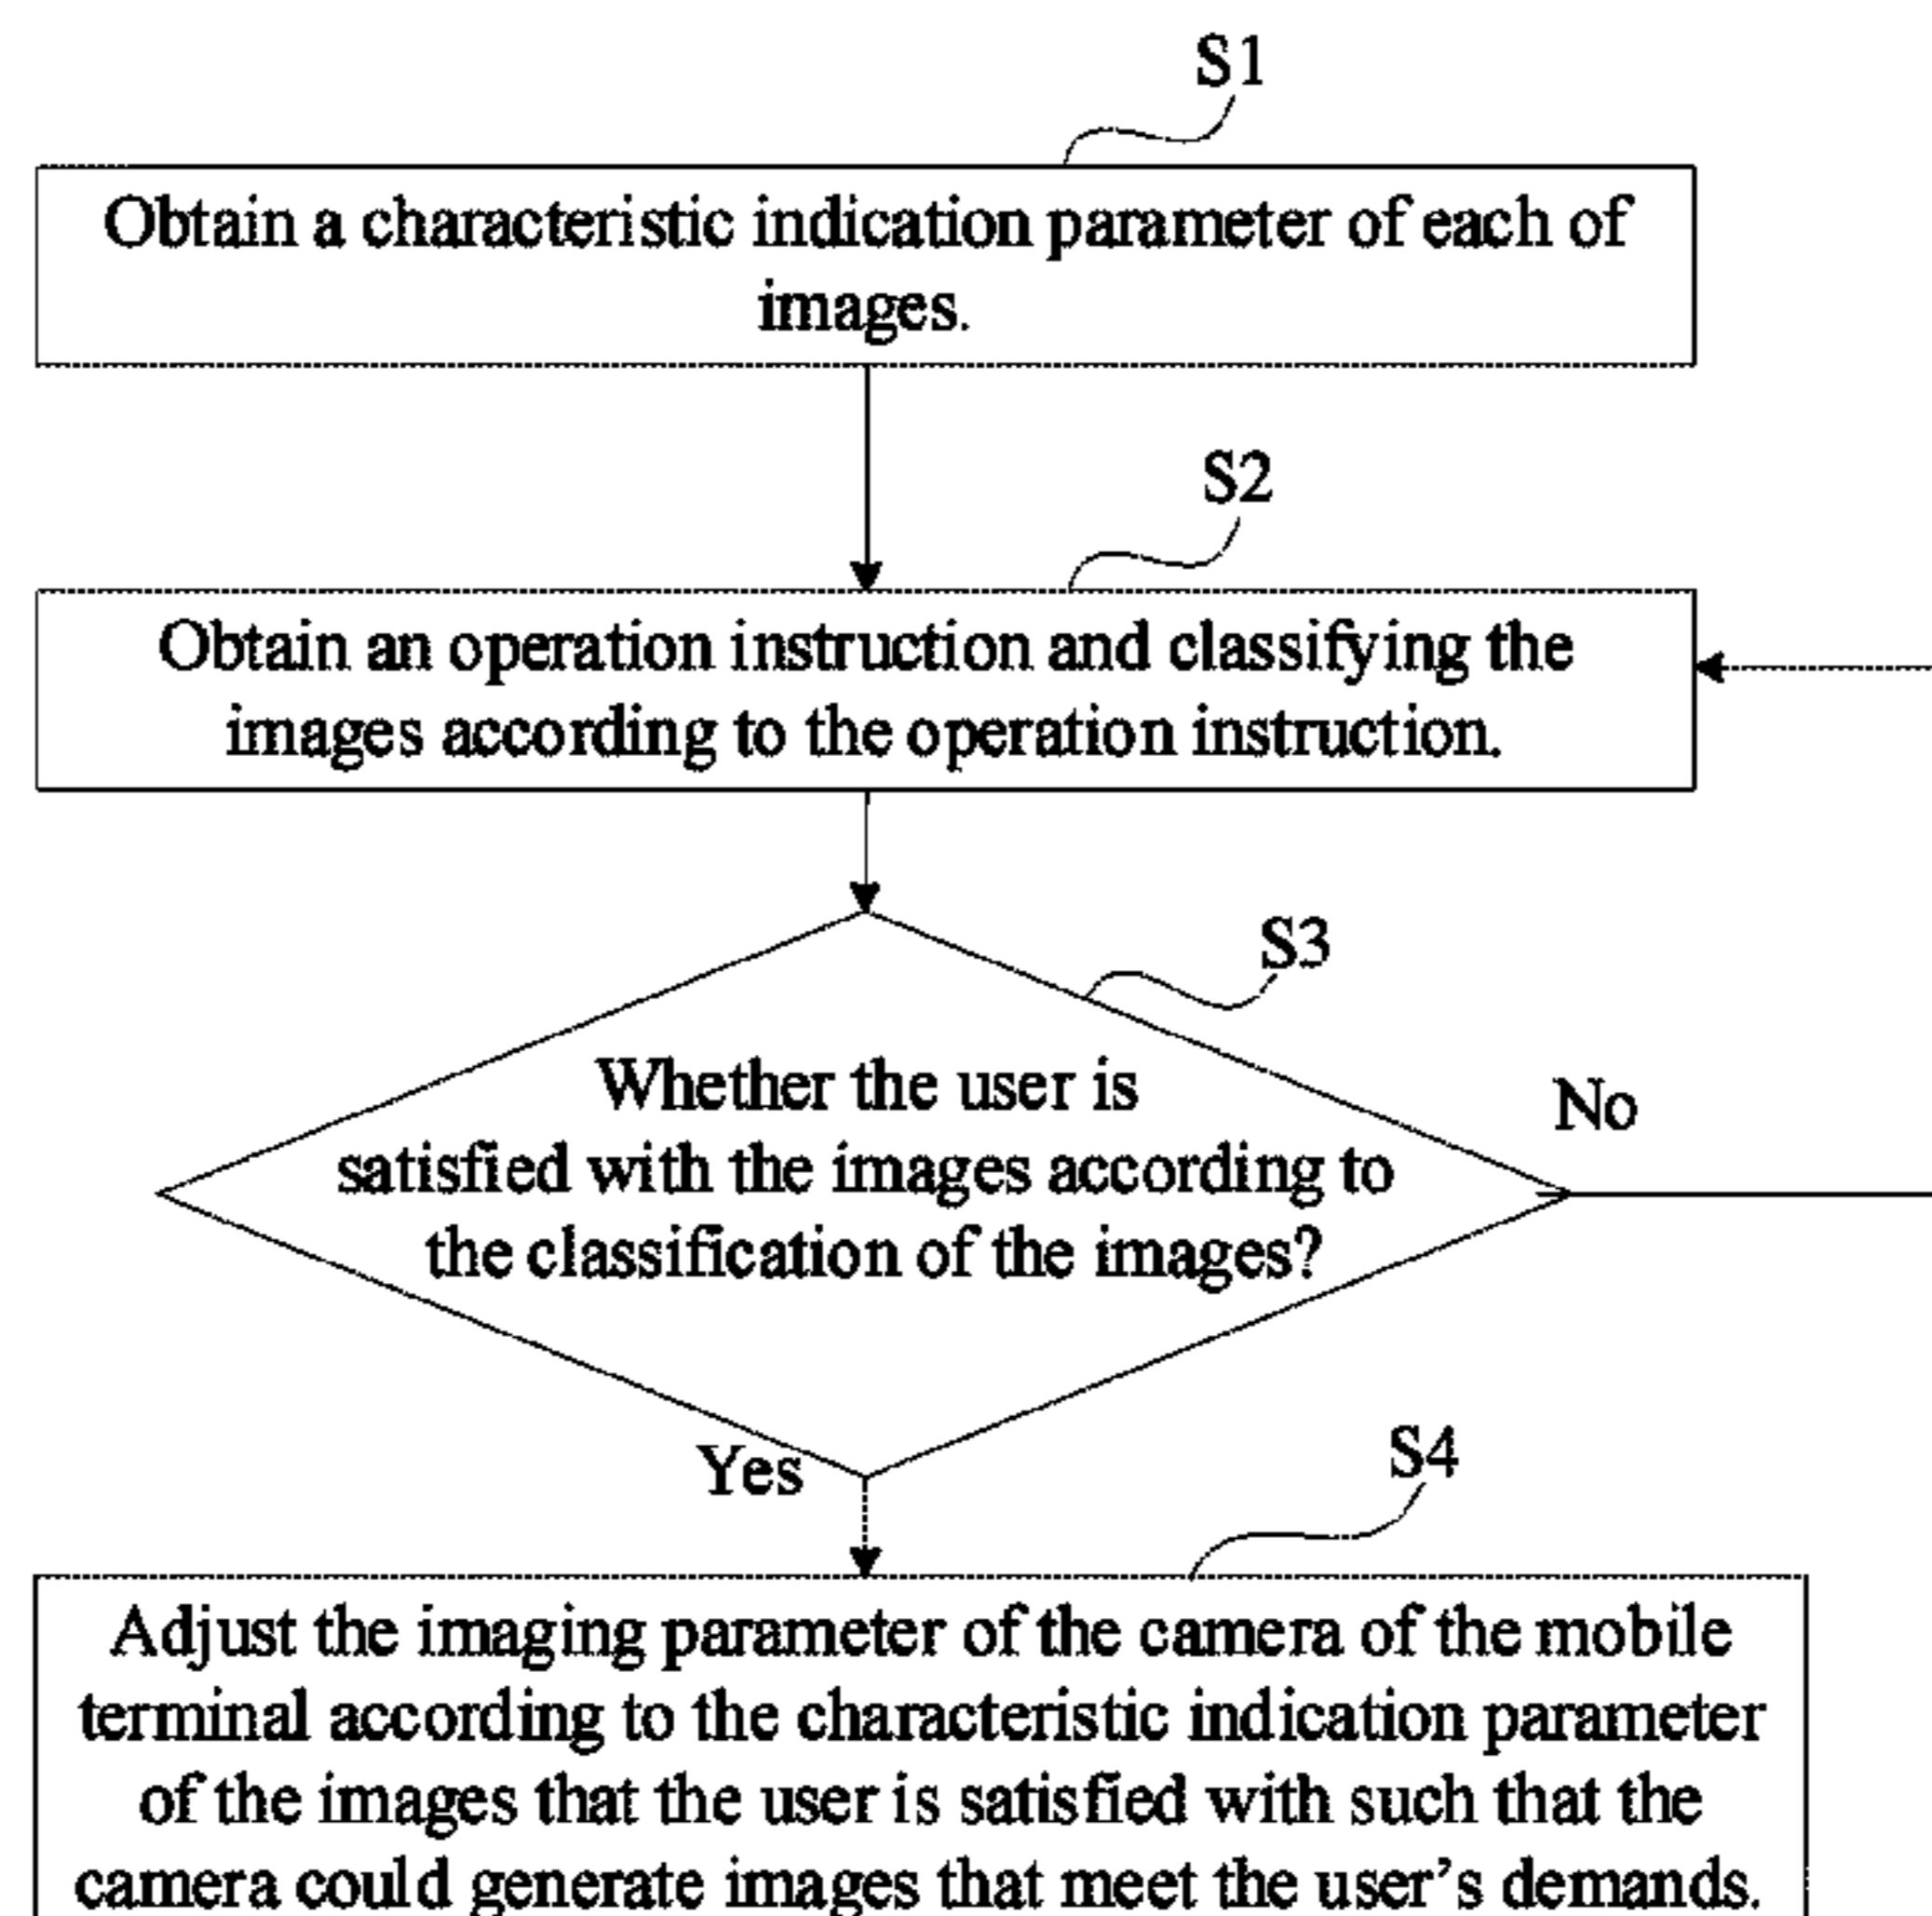 S1
Obtain a characteristic indication parameter of each of
images.
S2
Obtain an operation instruction and classifying the
images according to the operation instruction.
S3
Whether the user is
satisfied with the images according to
the classification of the images?
No
Yes
S4
Adjust the imaging parameter of the camera of the mobile
terminal according to the characteristic indication parameter
of the images that the user is satisfied with such that the
camera could generate images that meet the user’s demands.